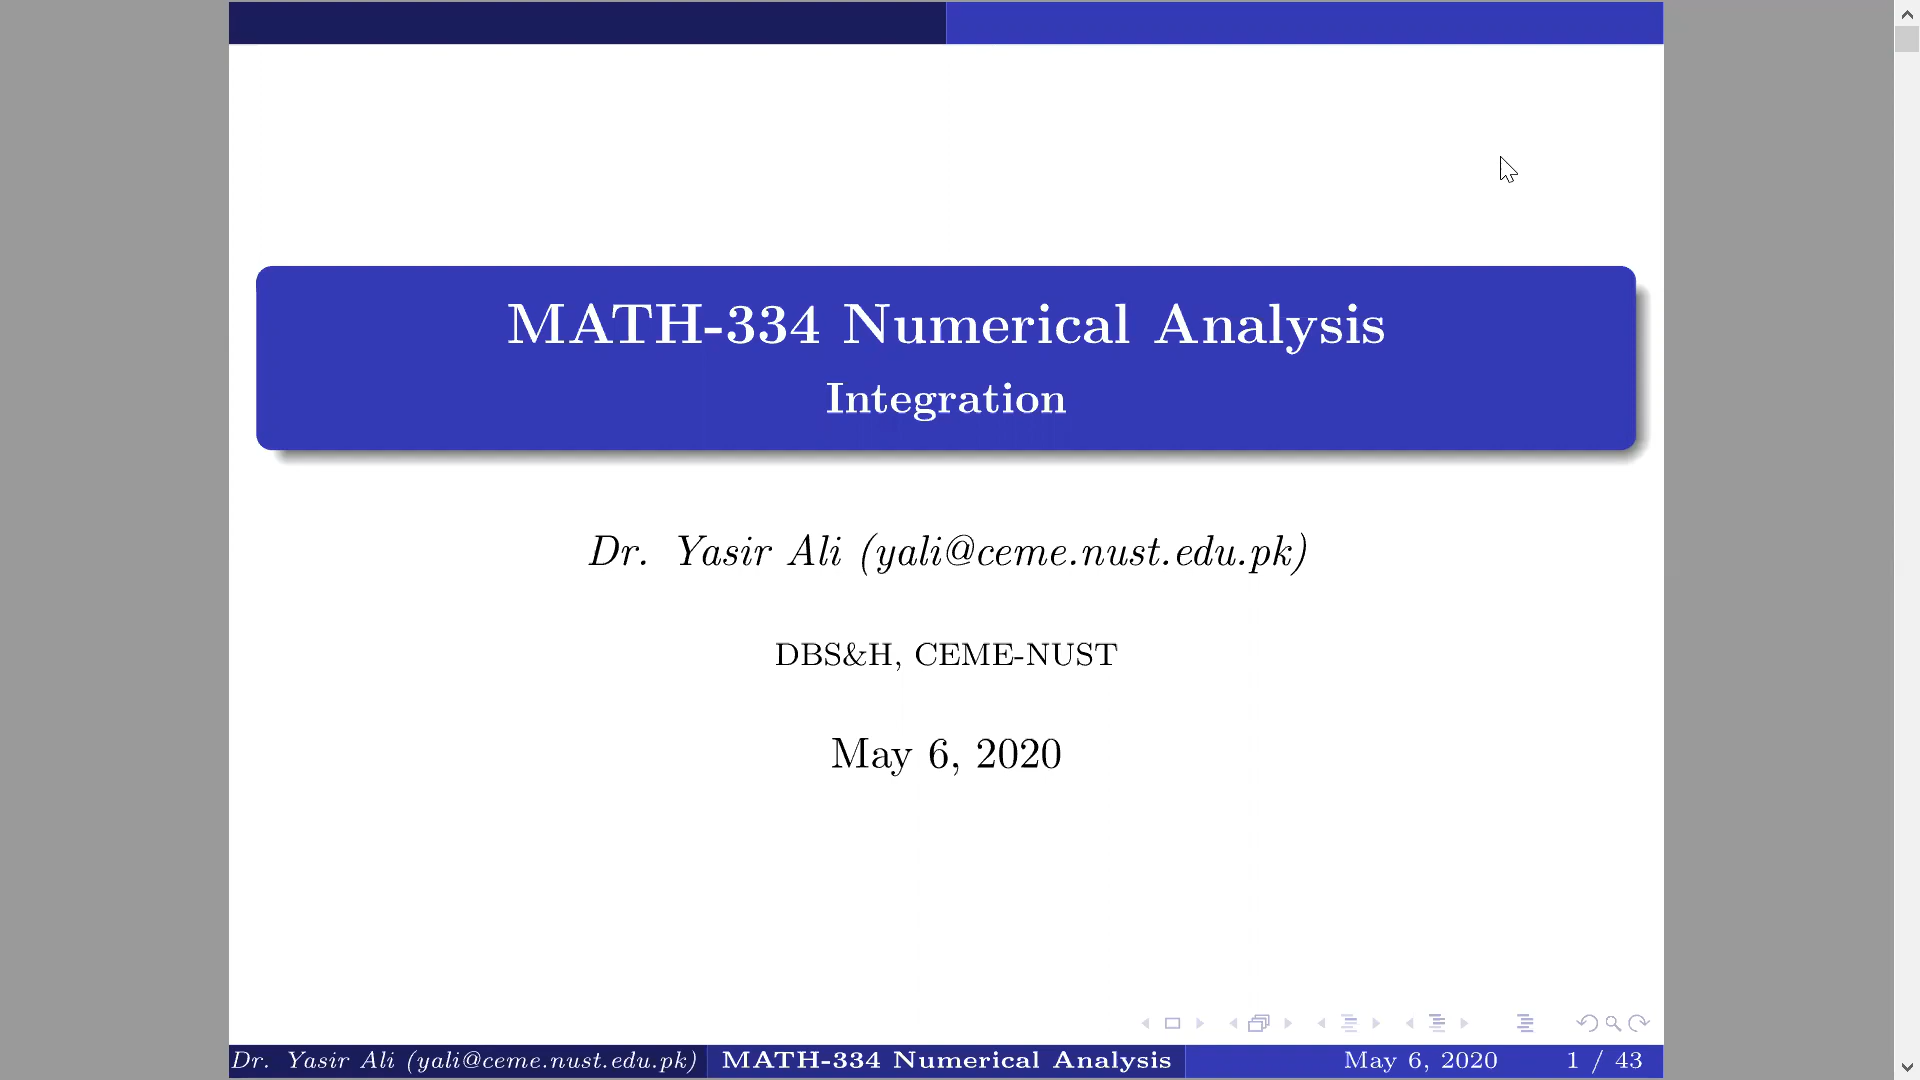 MATH-334 Numerical Analysis
Integration
Dr. Yasir Ali (yali@ceme.nust.edu.pk)
DBS&H, CEME-NUST
May 6, 2020
Dr. Yasir Ali (yali@ceme.nust.edu.pk) MATH-334 Numerical Analysis May 6, 2020 1 / 43